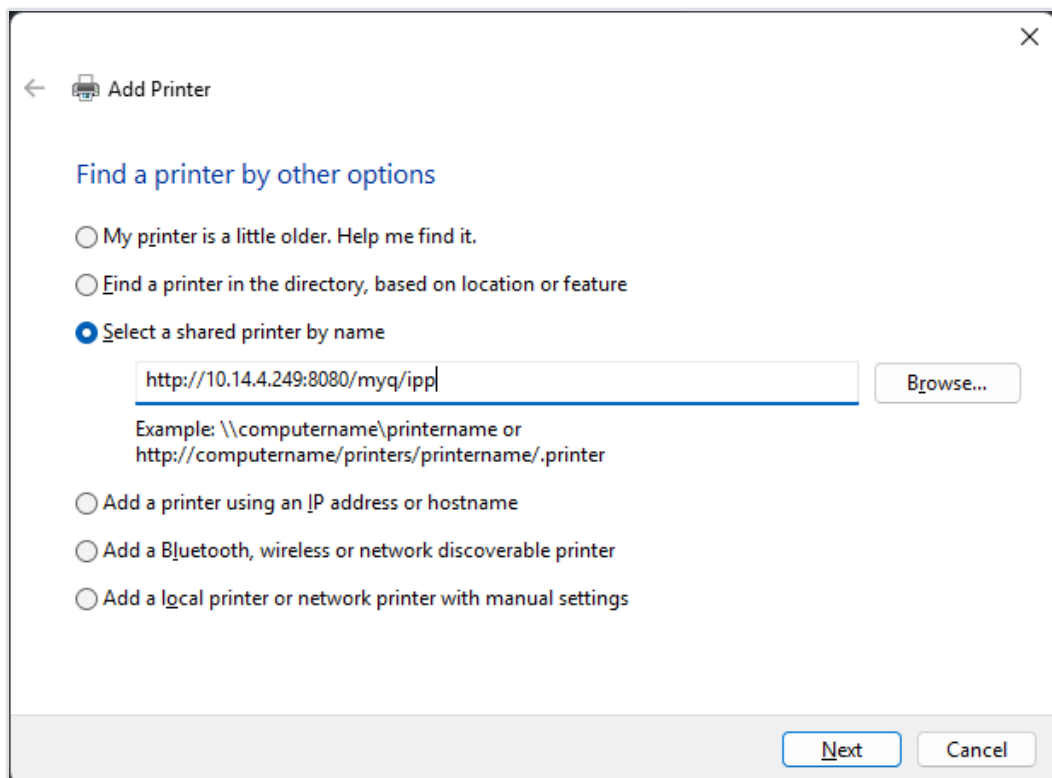 Add Printer
Find a printer by other options
My printer is a little older. Help me find it.
Find a printer in the directory, based on location or feature
Select a shared printer by name
http://10.14.4.249:8080/myq/ipp
Browse...
Example: \\computername\printername or
http://computername/printers/printername/.printer
Add a printer using an IP address or hostname
Add a Bluetooth, wireless or network discoverable printer
Add a local printer or network printer with manual settings
Next
Cancel